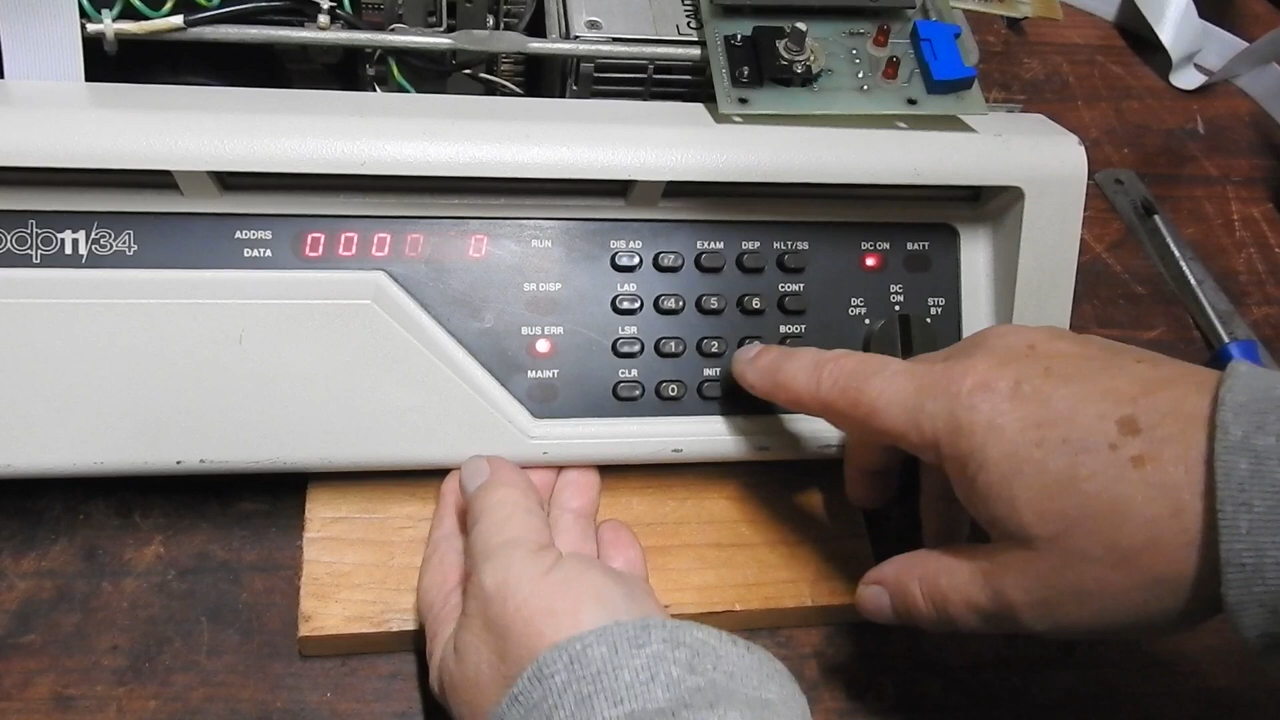 CAUT
pdp11/34
ADDRS
DATA
0000 0
RUN
SR DISP
BUS ERR
MAINT
DIS AD
7
EXAM
DEP
HLT/SS
LAD
4
5
6
CONT
LSR
1
2
BOOT
CLR
0
INIT
DC ON
BATT
DC
OFF
DC
ON
STD
BY